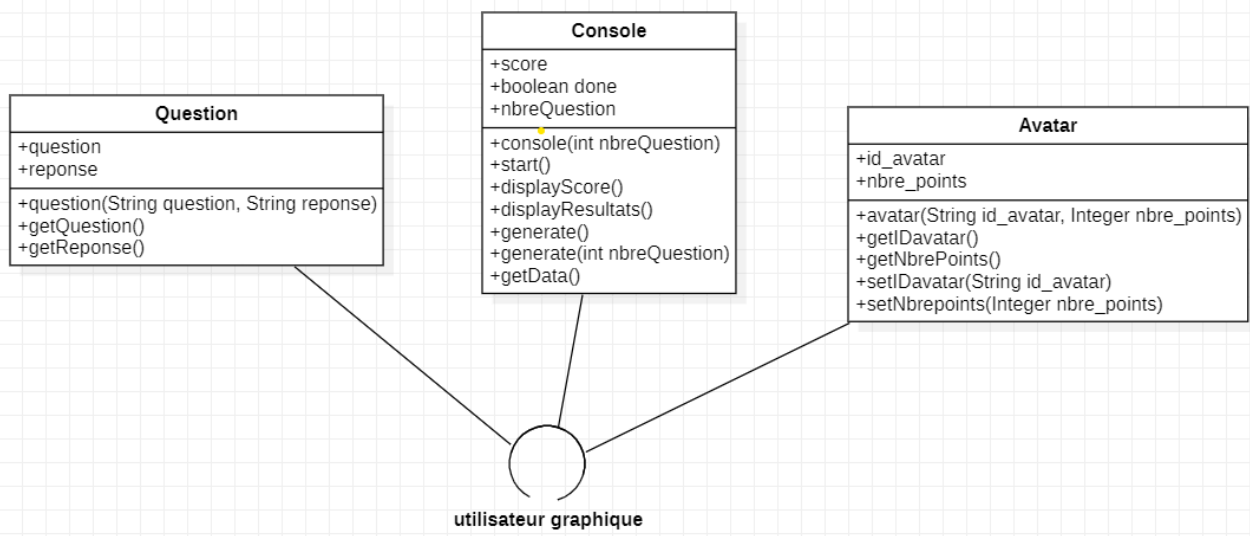 Question
+question
+reponse
+question(String question, String reponse)
+getQuestion()
+getReponse()
Console
+score
+boolean done
+nbreQuestion
+console(int nbreQuestion)
+start()
+displayScore()
+displayResultats()
+generate()
+generate(int nbreQuestion)
+getData()
Avatar
+id_avatar
+nbre_points
+avatar(String id_avatar, Integer nbre_points)
+getIDavatar()
+getNbrePoints()
+setIDavatar(String id_avatar)
+setNbrepoints(Integer nbre_points)
utilisateur graphique